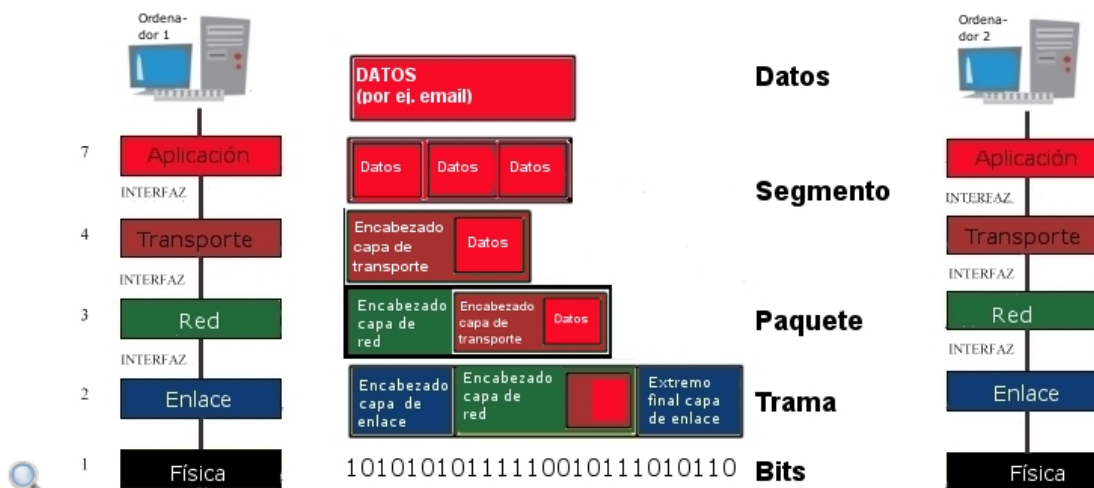 Ordena-
dor 1
DATOS
(por ej. email)
Datos
Ordena-
dor 2
7
Aplicación
Datos
Datos
Datos
Aplicación
INTERFAZ
Segmento
INTERFAZ
4
Transporte
Encabezado
capa de
transporte
Datos
Transporte
INTERFAZ
INTERFAZ
3
Red
Encabezado
capa de
red
Encabezado
capa de
transporte
Datos
Paquete
Red
INTERFAZ
INTERFAZ
2
Enlace
Encabezado
capa de
enlace
Encabezado
capa de
red
Extremo
final capa
de enlace
Trama
Enlace
1
Física
1010101011111001011101​0110
Bits
Física